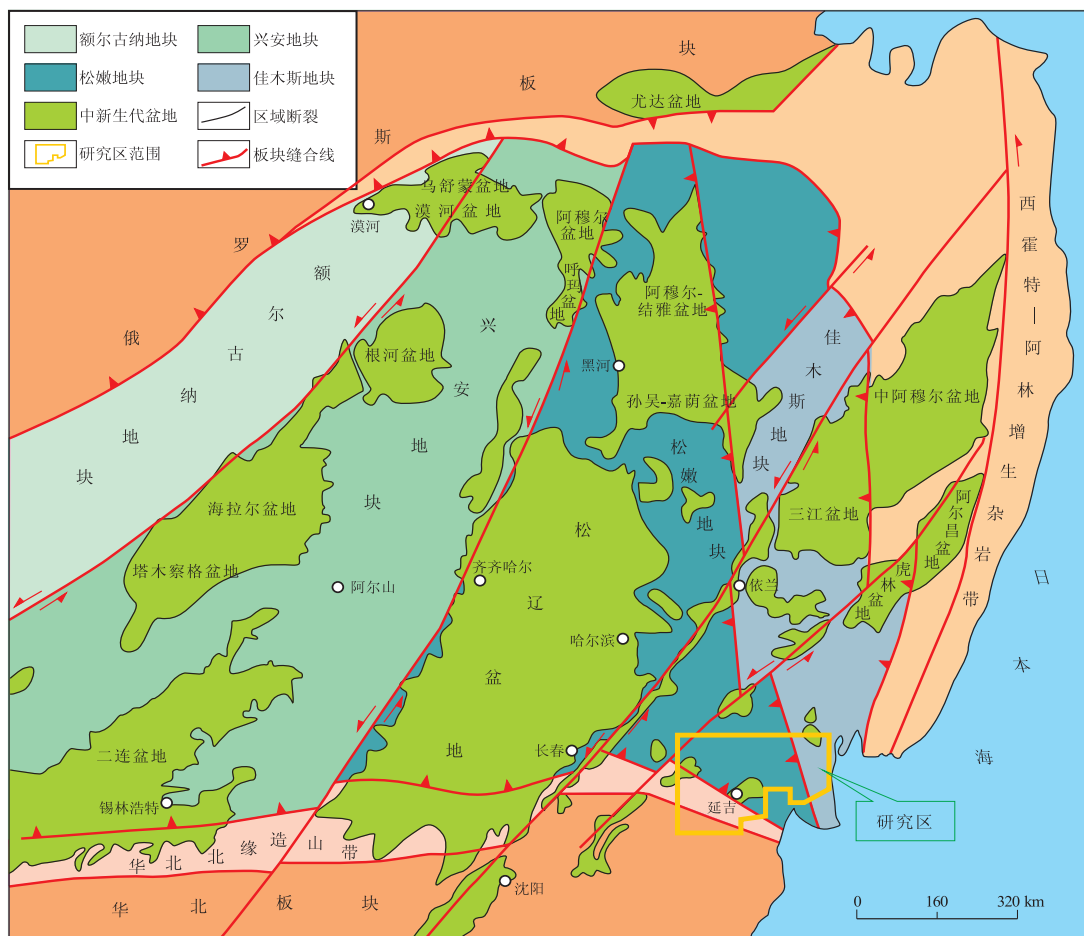 额尔古纳地块
兴安地块
松嫩地块
佳木斯地块
中新生代盆地
区域断裂
研究区范围
板块缝合线
俄罗斯板块
尤达盆地
乌舒蒙盆地
漠河盆地
漠河
阿穆尔盆地
呼玛盆地
额尔古纳地块
根河盆地
兴安地块
阿穆尔-
结雅盆地
黑河
孙吴-嘉荫盆地
佳木斯地块
中阿穆尔盆地
西霍特—阿林增生杂岩带
海拉尔盆地
塔木察格盆地
阿尔山
齐齐哈尔
松辽盆地
松嫩地块
三江盆地
阿尔昌盆地
虎林盆地
依兰
哈尔滨
日本海
二连盆地
锡林浩特
长春
延吉
研究区
华北北缘造山带
华北板块
沈阳
0 160 320 km